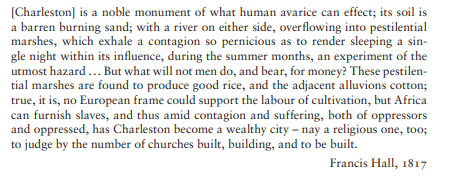 [Charleston] is a noble monument of what human avarice can effect; its soil is
a barren burning sand; with a river on either side, overflowing into pestilential
marshes, which exhale a contagion so pernicious as to render sleeping a sin-
gle night within its influence, during the summer months, an experiment of the
utmost hazard ... But what will not men do, and bear, for money? These pestilen-
tial marshes are found to produce good rice, and the adjacent alluvions cotton;
true, it is, no European frame could support the labour of cultivation, but Africa
can furnish slaves, and thus amid contagion and suffering, both of oppressors
and oppressed, has Charleston become a wealthy city – nay a religious one, too;
to judge by the number of churches built, building, and to be built.
Francis Hall, 1817